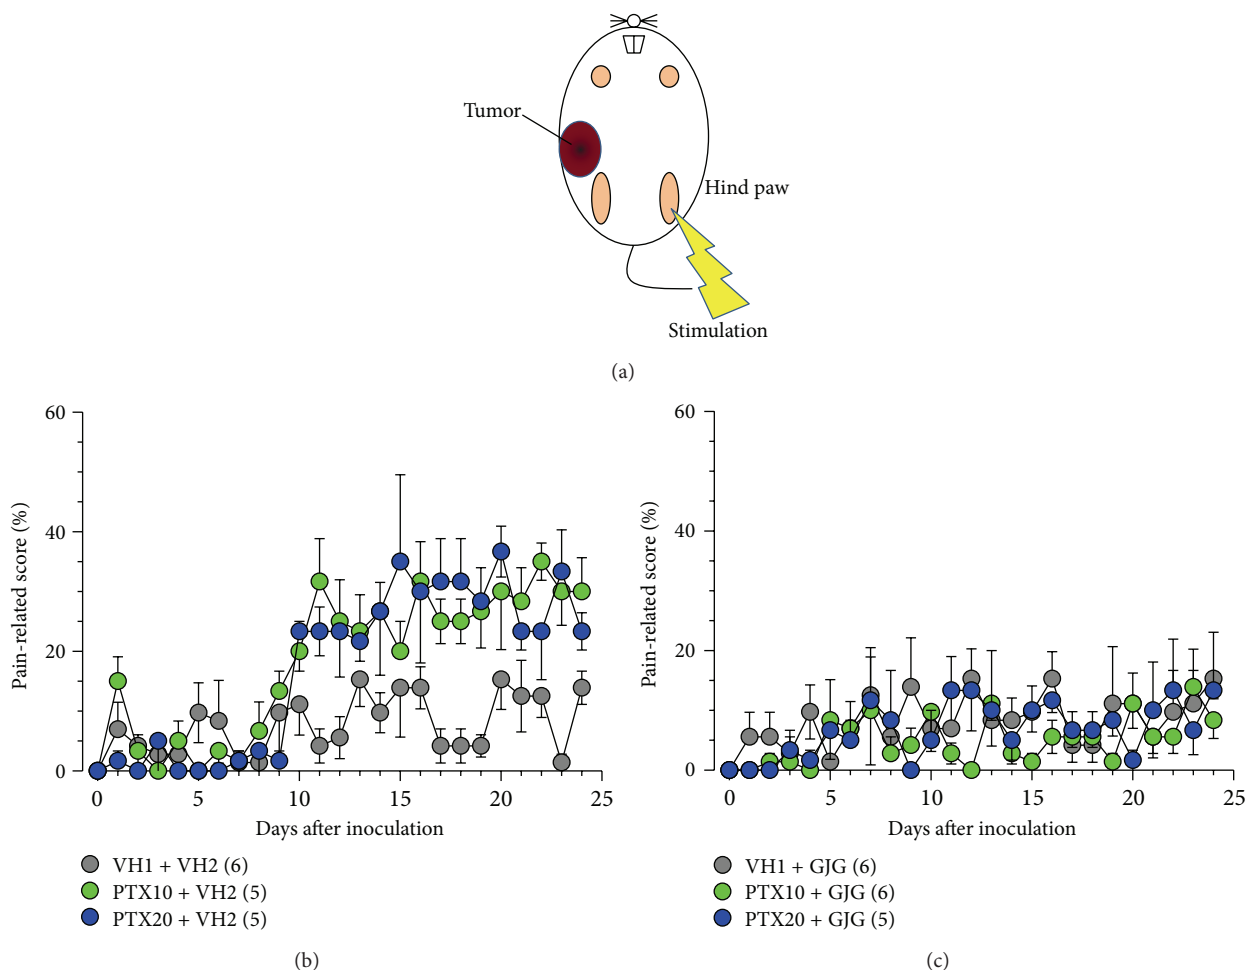 Tumor
Hind paw
Stimulation
(a)
60
40
20
0
Pain-related score (%)
0 5 10 15 20 25
Days after inoculation
VH1 + VH2 (6)
PTX10 + VH2 (5)
PTX20 + VH2 (5)
(b)
60
40
20
0
Pain-related score (%)
0 5 10 15 20 25
Days after inoculation
VH1 + GJG (6)
PTX10 + GJG (6)
PTX20 + GJG (5)
(c)